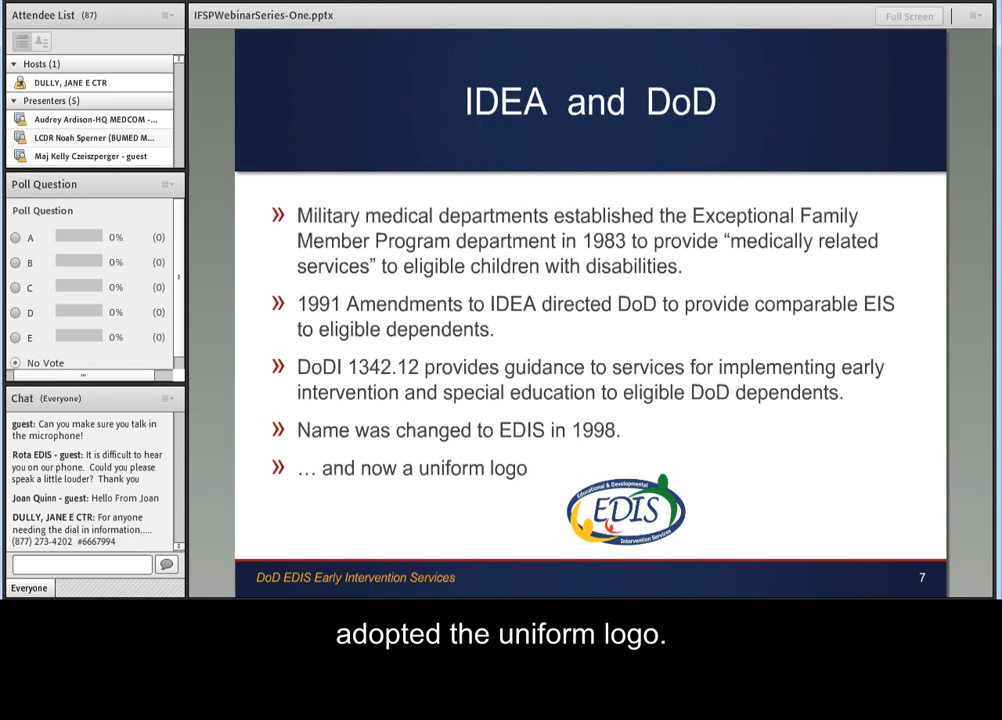 Attendee List (87)
Hosts (1)
DULLY, JANE E CTR
Presenters (5)
Audrey Ardison-HQ MEDCOM -...
LCDR Noah Sperner (BUMED M...
Maj Kelly Czeiszperger - guest
Poll Question
Poll Question
A 0% (0)
B 0% (0)
C 0% (0)
D 0% (0)
E 0% (0)
No Vote
Chat (Everyone)
guest: Can you make sure you talk in
the microphone!
Rota EDIS - guest: It is difficult to hear
you on our phone. Could you please
speak a little louder? Thank you
Joan Quinn - guest: Hello From Joan
DULLY, JANE E CTR: For anyone
needing the dial in information.....
(877) 273-4202 #6667994
Everyone
IFSPWebinarSeries-One.pptx
Full Screen
IDEA and DoD
» Military medical departments established the Exceptional Family
Member Program department in 1983 to provide “medically related
services” to eligible children with disabilities.
» 1991 Amendments to IDEA directed DoD to provide comparable EIS
to eligible dependents.
» DoDI 1342.12 provides guidance to services for implementing early
intervention and special education to eligible DoD dependents.
» Name was changed to EDIS in 1998.
» … and now a uniform logo
Educational & Developmental
EDIS
Intervention Services
DoD EDIS Early Intervention Services
7
adopted the uniform logo.